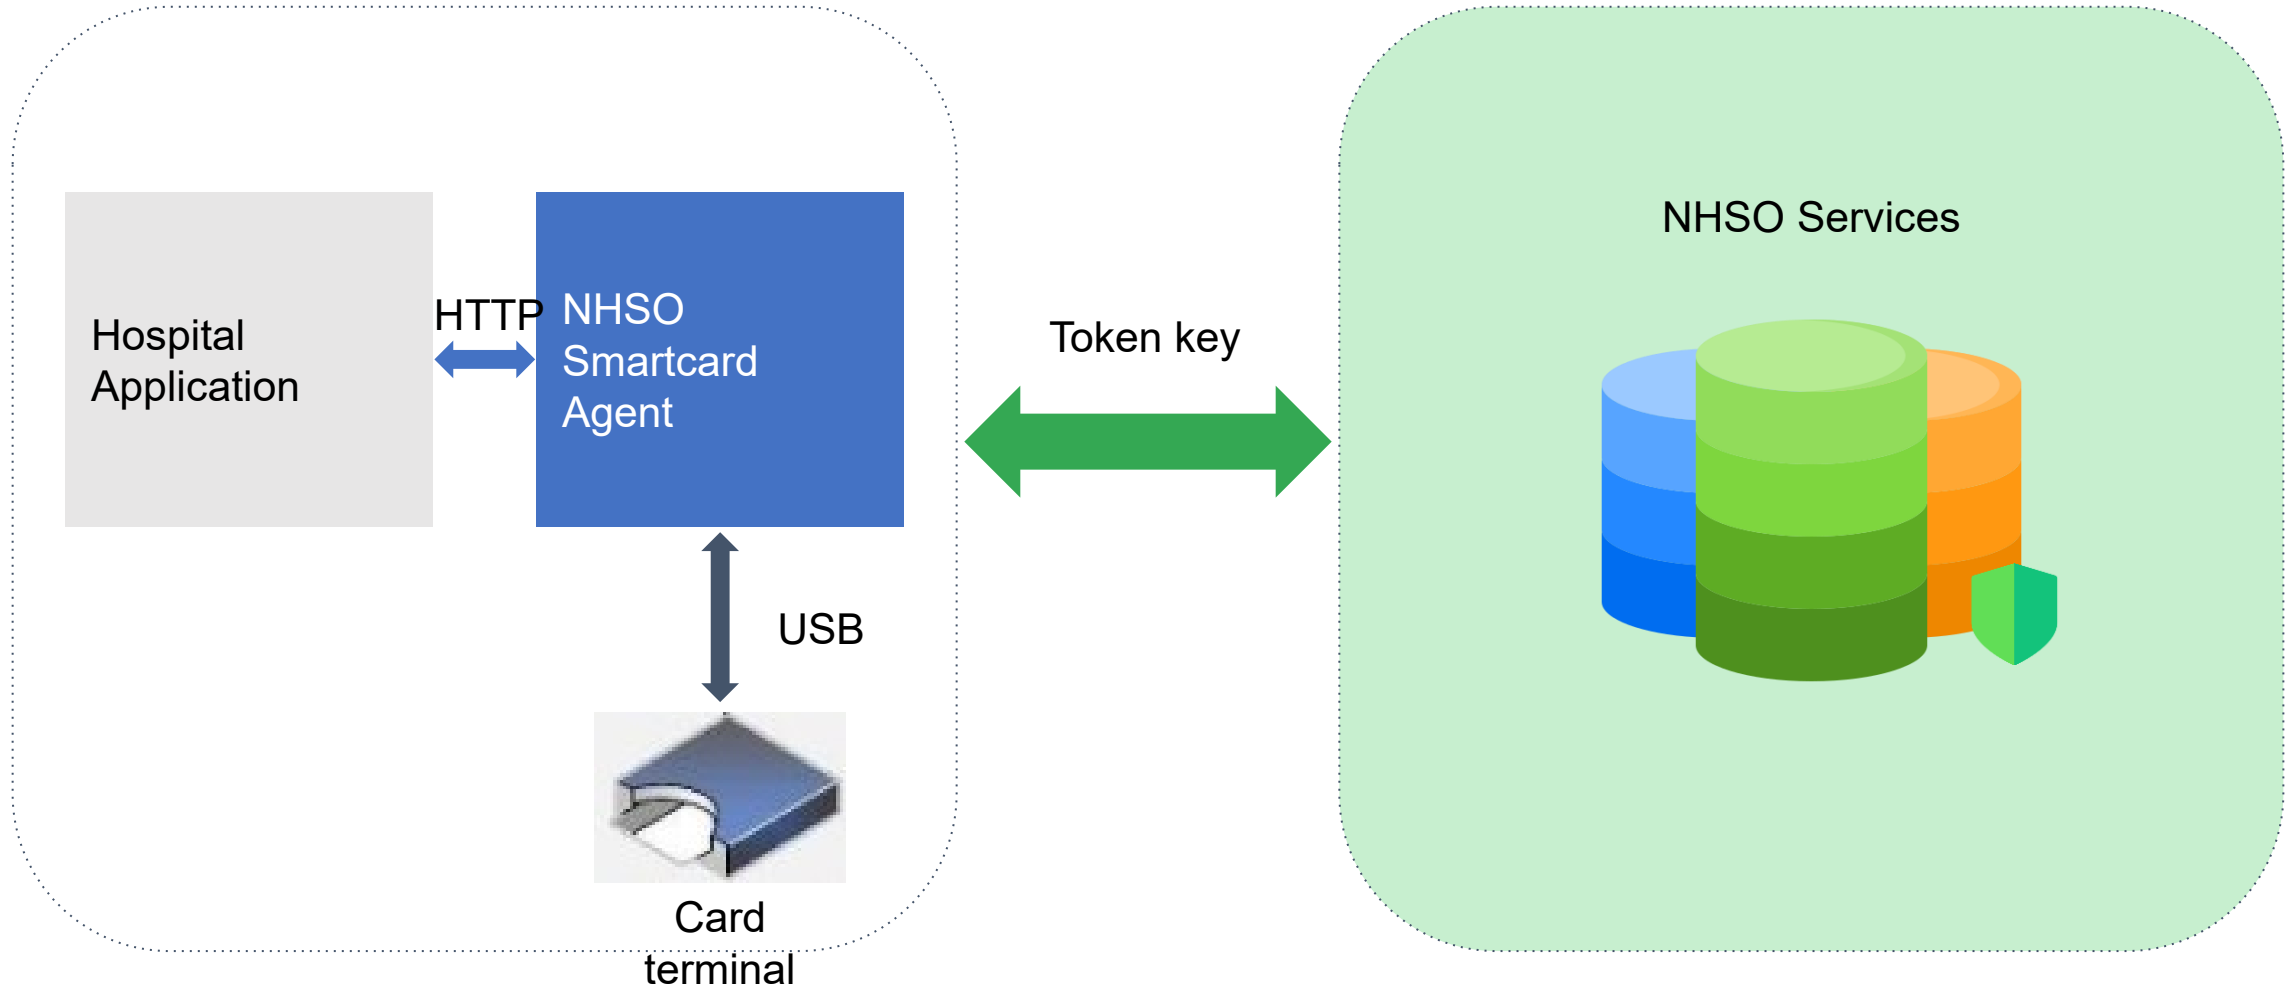 NHSO Services
HTTP
NHSO
Smartcard
Agent
Hospital
Application
Token key
USB
Card
terminal